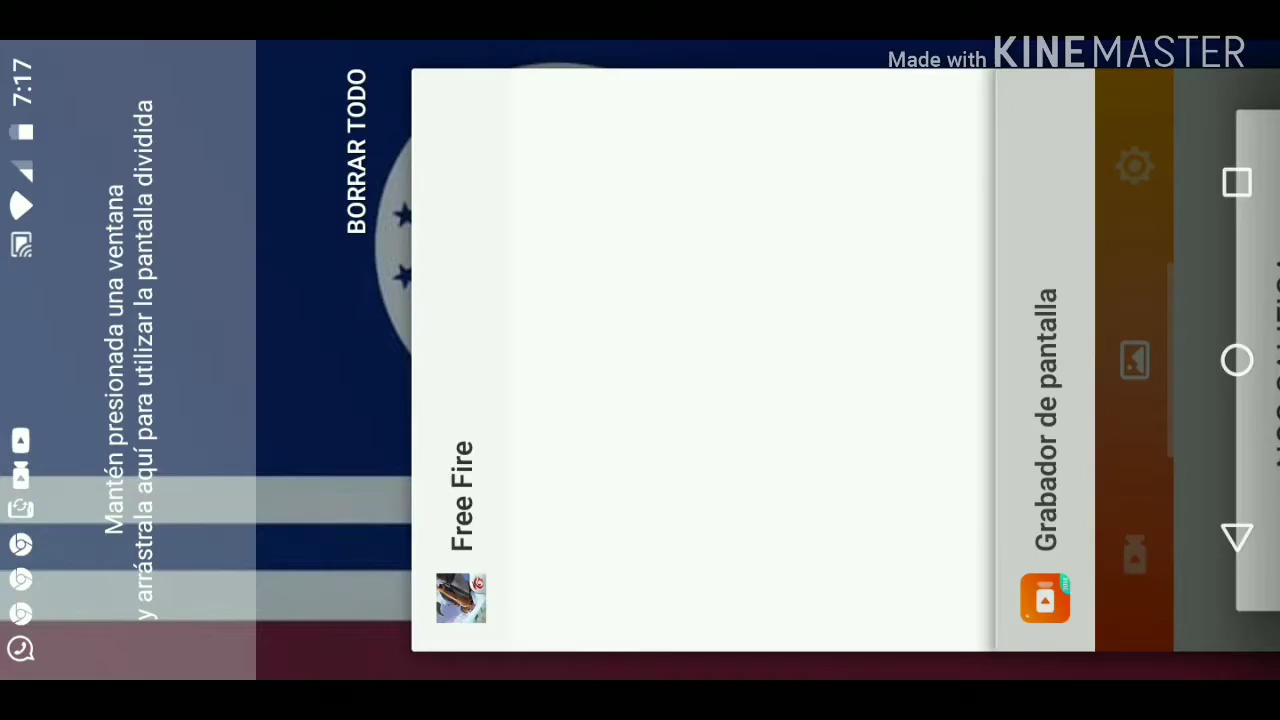 Made with KINEMASTER
7:17
Mantén presionada una ventana
y arrástrala aquí para utilizar la pantalla dividida
BORRAR TODO
Free Fire
Grabador de pantalla